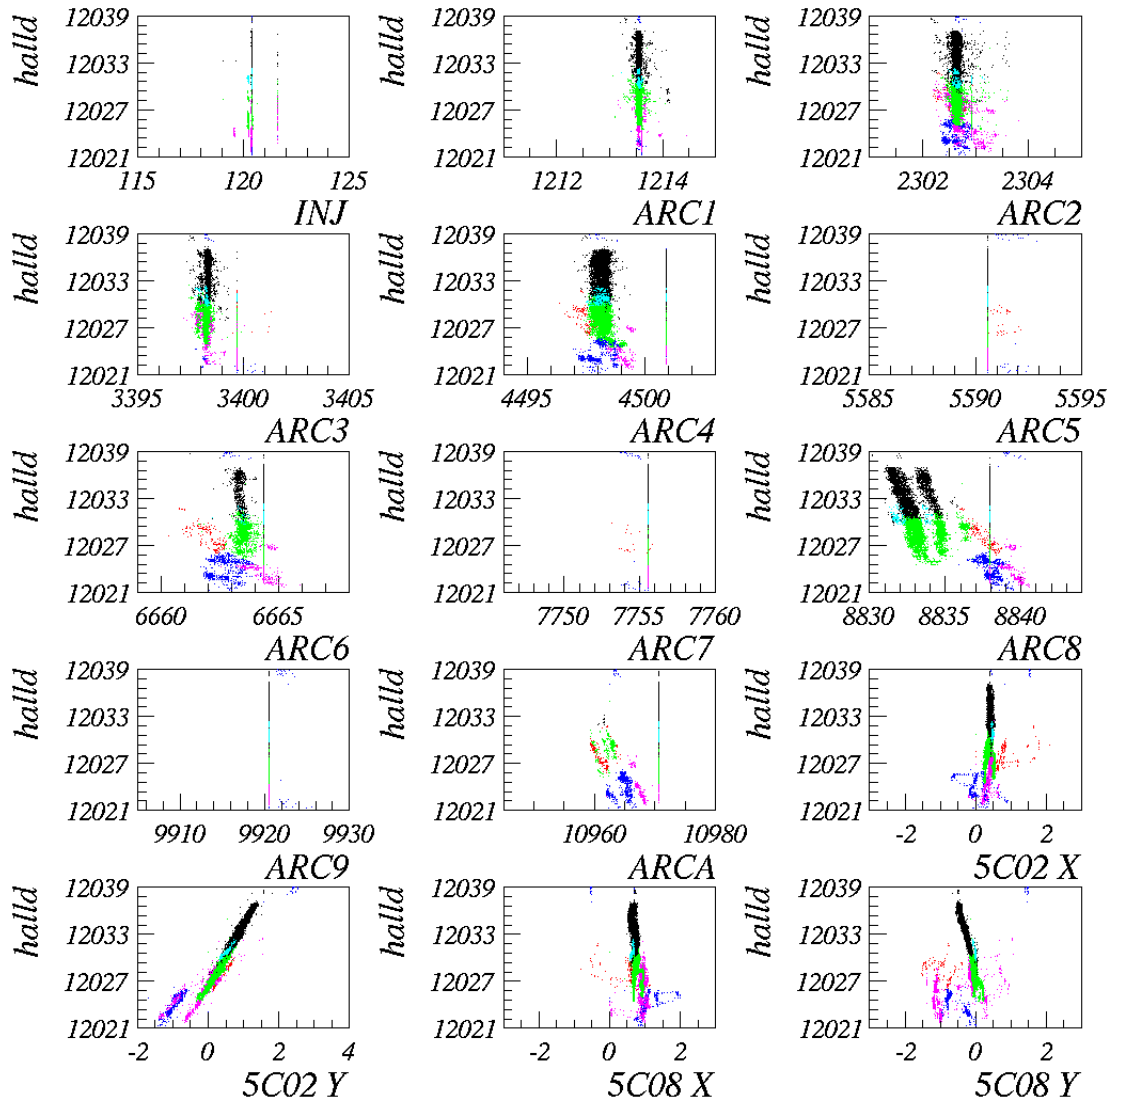 halld 12039 halld 12039 halld 12039
12033 12033 12033
12027 12027 12027
12021 12021 12021
115 120 125 1212 1214 2302 2304
INJ ARC1 ARC2
halld 12039 halld 12039 halld 12039
12033 12033 12033
12027 12027 12027
12021 12021 12021
3395 3400 3405 4495 4500 5585 5590 5595
ARC3 ARC4 ARC5
halld 12039 halld 12039 halld 12039
12033 12033 12033
12027 12027 12027
12021 12021 12021
6660 6665 7750 7755 7760 8830 8835 8840
ARC6 ARC7 ARC8
halld 12039 halld 12039 halld 12039
12033 12033 12033
12027 12027 12027
12021 12021 12021
9910 9920 9930 10960 10980 -2 0 2
ARC9 ARCA 5C02 X
halld 12039 halld 12039 halld 12039
12033 12033 12033
12027 12027 12027
12021 12021 12021
-2 0 2 4 -2 0 2 -2 0 2
5C02 Y 5C08 X 5C08 Y